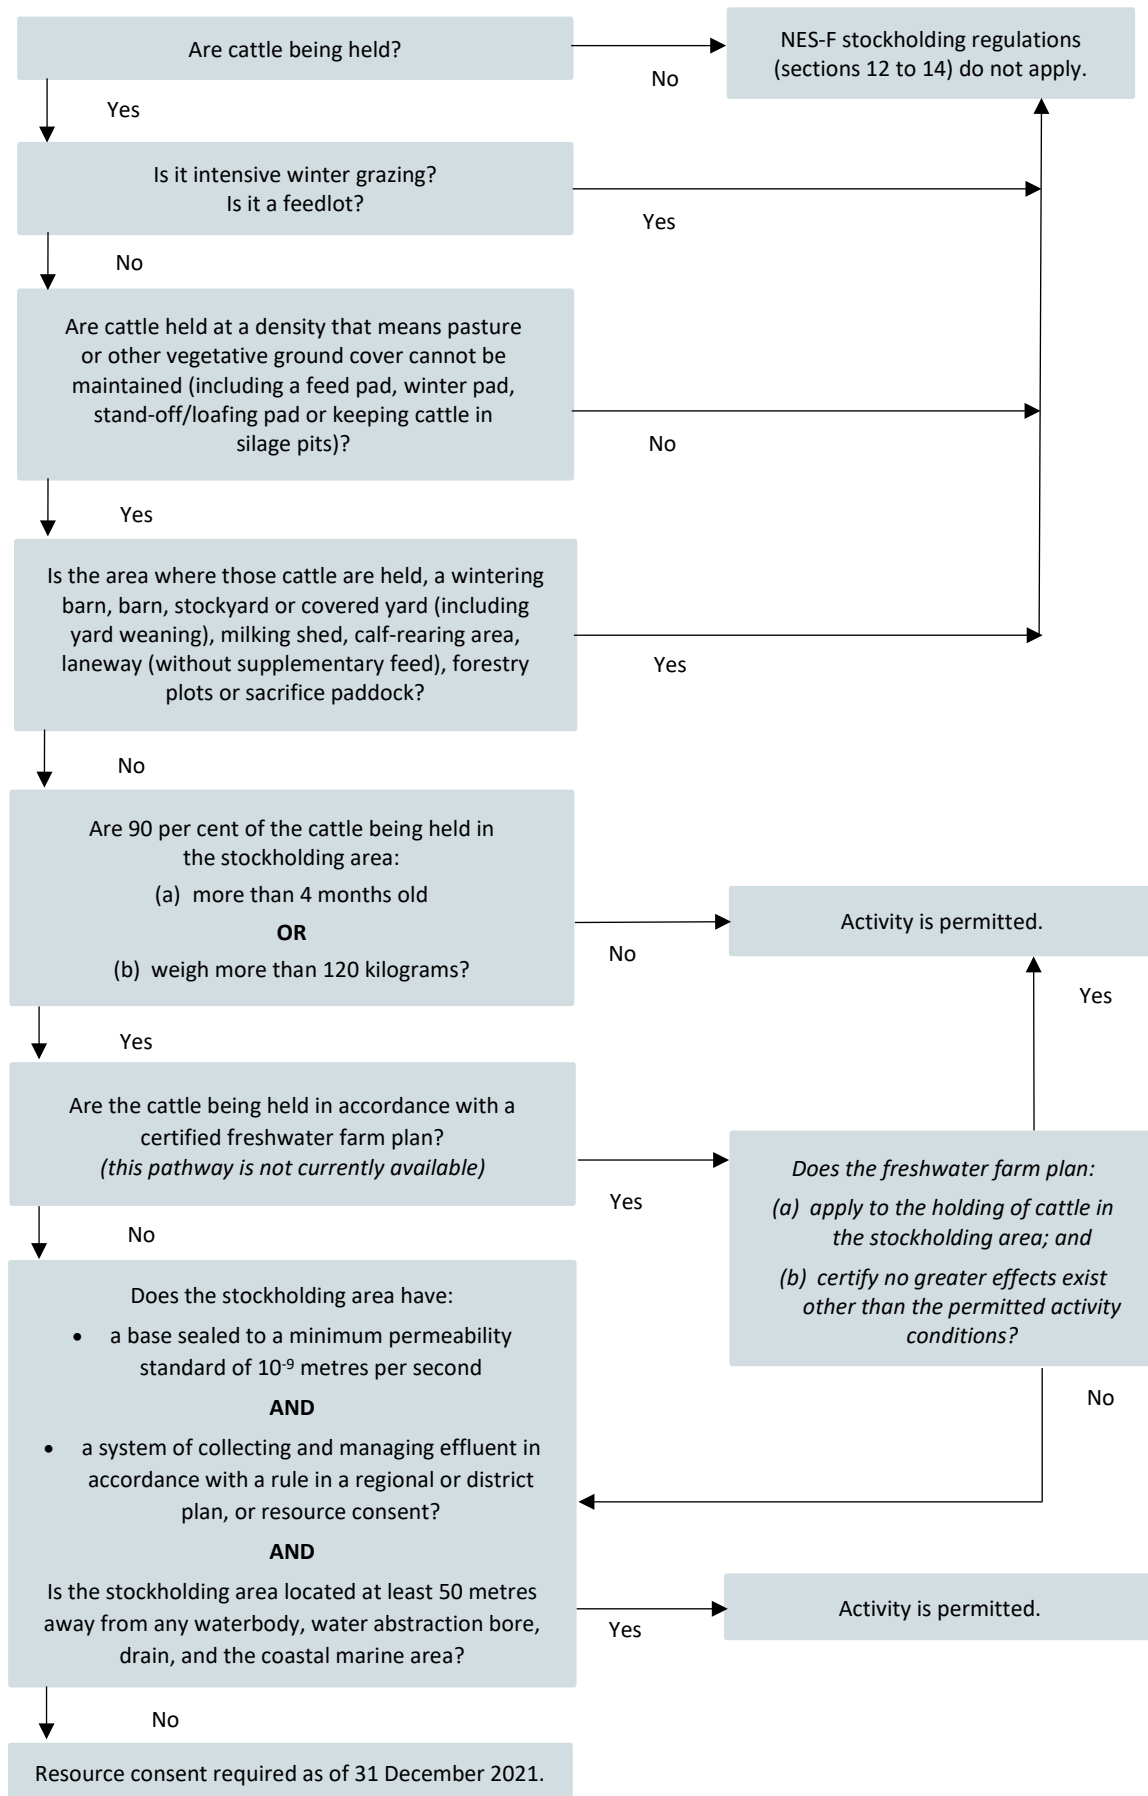 Are cattle being held?
No
NES-F stockholding regulations
(sections 12 to 14) do not apply.
Yes
Is it intensive winter grazing?
Is it a feedlot?
Yes
No
Are cattle held at a density that means pasture
or other vegetative ground cover cannot be
maintained (including a feed pad, winter pad,
stand-off/loafing pad or keeping cattle in
silage pits)?
No
Yes
Is the area where those cattle are held, a wintering
barn, barn, stockyard or covered yard (including
yard weaning), milking shed, calf-rearing area,
laneway (without supplementary feed), forestry
plots or sacrifice paddock?
Yes
No
Are 90 per cent of the cattle being held in
the stockholding area:
(a) more than 4 months old
OR
(b) weigh more than 120 kilograms?
No
Activity is permitted.
Yes
Yes
Are the cattle being held in accordance with a
certified freshwater farm plan?
(this pathway is not currently available)
Yes
Does the freshwater farm plan:
(a) apply to the holding of cattle in
the stockholding area; and
(b) certify no greater effects exist
other than the permitted activity
conditions?
No
No
Does the stockholding area have:
• a base sealed to a minimum permeability
standard of 10⁻⁹ metres per second
AND
• a system of collecting and managing effluent in
accordance with a rule in a regional or district
plan, or resource consent?
AND
Is the stockholding area located at least 50 metres
away from any waterbody, water abstraction bore,
drain, and the coastal marine area?
Yes
Activity is permitted.
No
Resource consent required as of 31 December 2021.